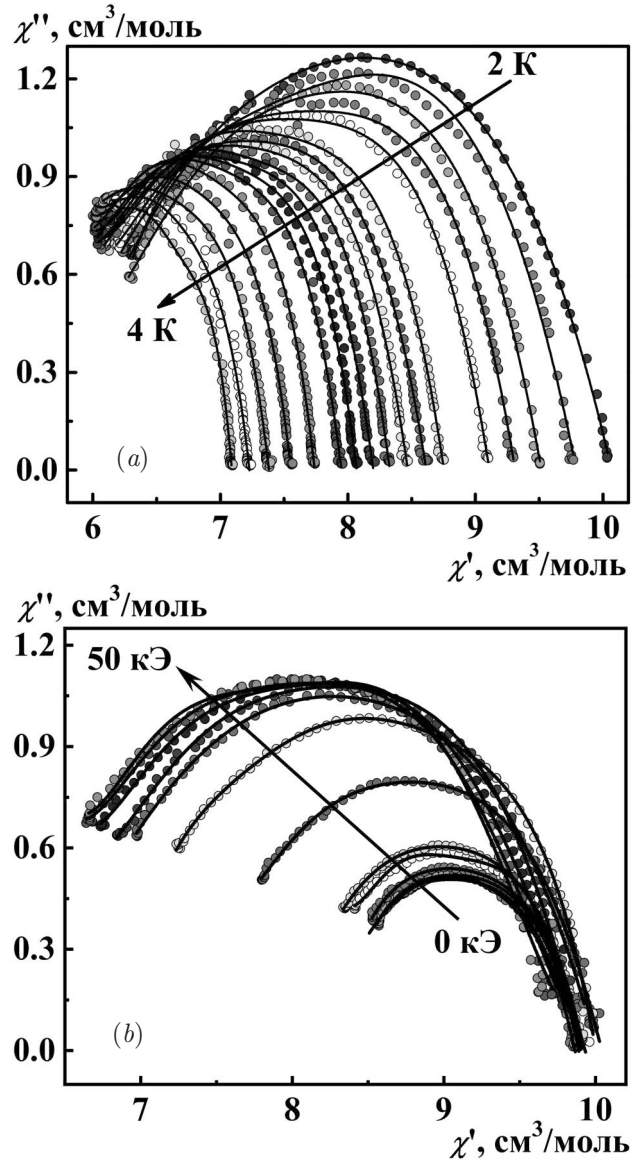 χ'', см³/моль
1.2
2 К
0.9
0.6
4 К
0.3
(a)
0.0
6 7 8 9 10
χ', см³/моль
χ'', см³/моль
1.2
50 кЭ
0.9
0.6
0 кЭ
0.3
(b)
0.0
7 8 9 10
χ', см³/моль